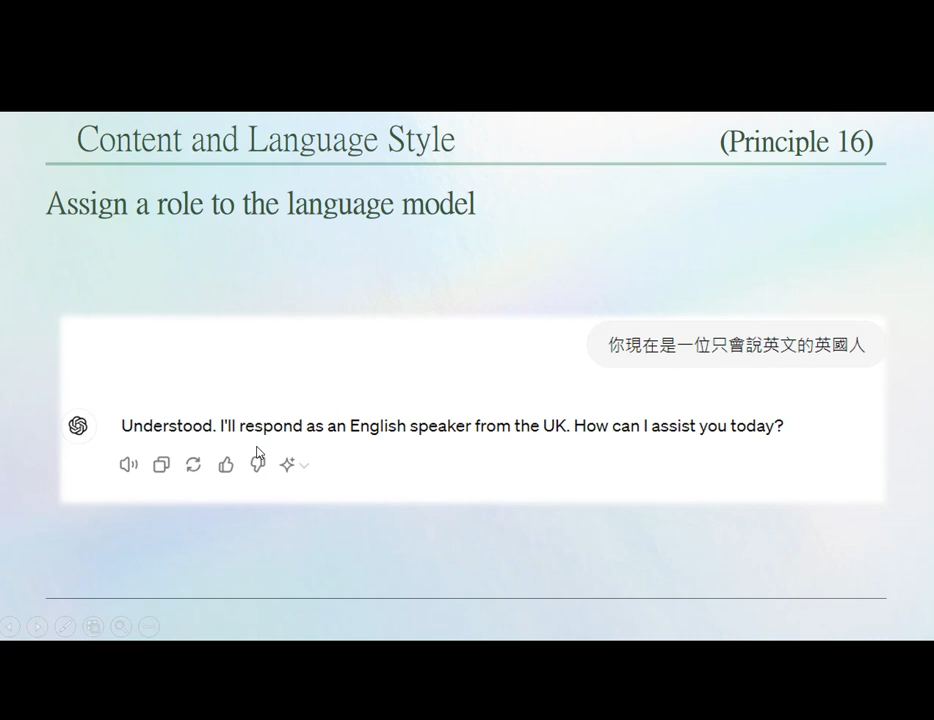 Content and Language Style
(Principle 16)
Assign a role to the language model
你現在是一位只會說英文的英國人
Understood. I'll respond as an English speaker from the UK. How can I assist you today?